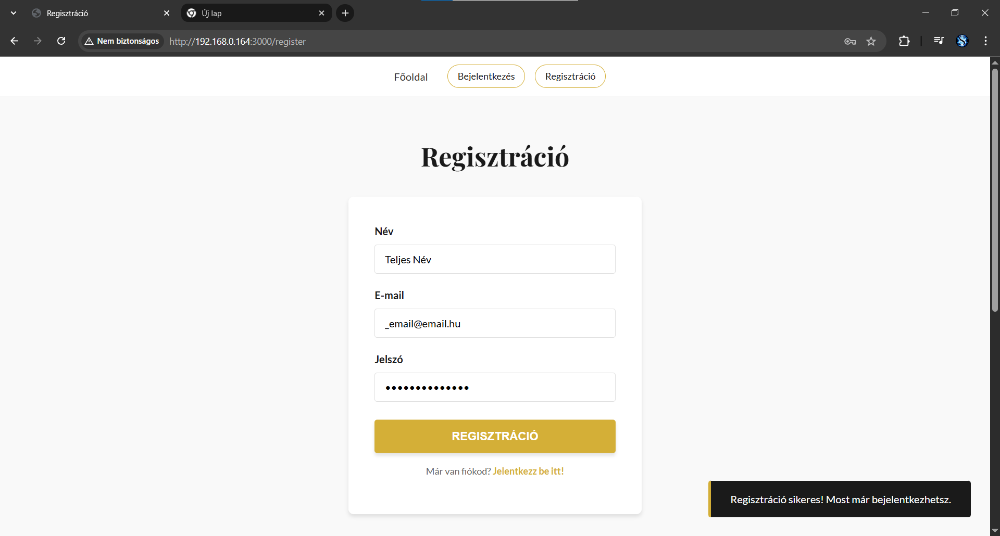 Regisztráció
Új lap
Nem biztonságos
http://192.168.0.164:3000/register
Főoldal
Bejelentkezés
Regisztráció
Regisztráció
Név
Teljes Név
E-mail
_email@email.hu
Jelszó
••••••••••••••
REGISZTRÁCIÓ
Már van fiókod? Jelentkezz be itt!
Regisztráció sikeres! Most már bejelentkezhetsz.